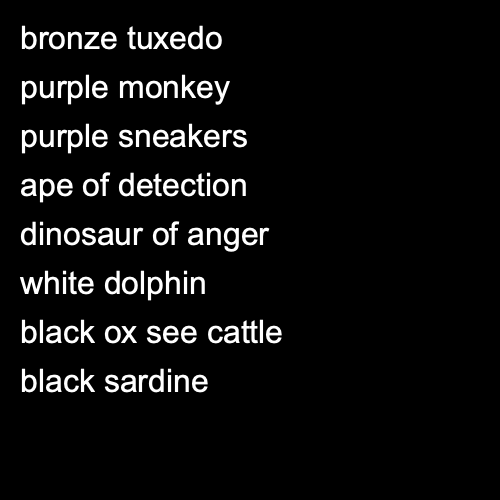 bronze tuxedo
purple monkey
purple sneakers
ape of detection
dinosaur of anger
white dolphin
black ox see cattle
black sardine